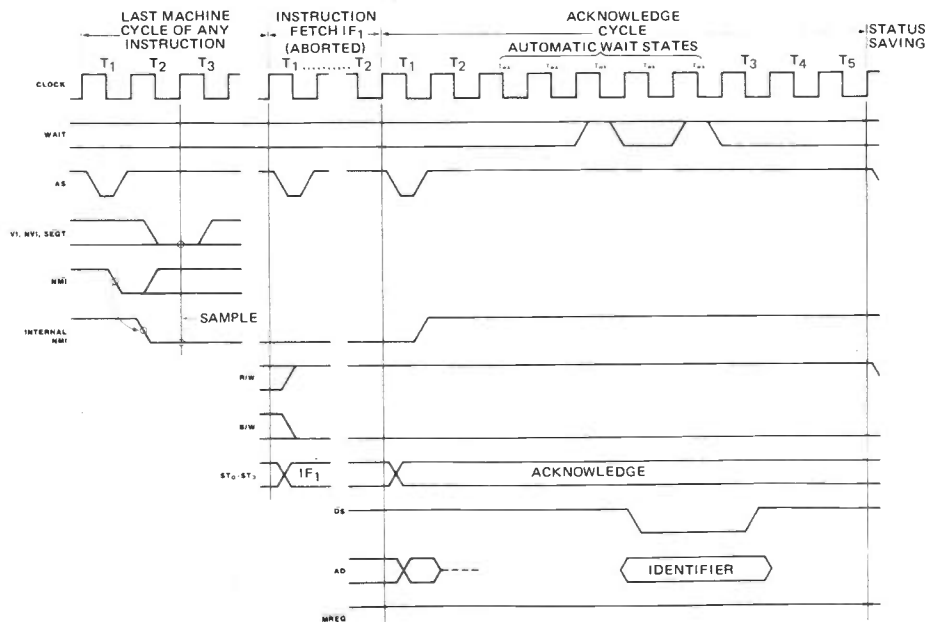 LAST MACHINE
CYCLE OF ANY
INSTRUCTION
INSTRUCTION
FETCH IF1
(ABORTED)
ACKNOWLEDGE
CYCLE
AUTOMATIC WAIT STATES
STATUS
SAVING
T1 T2 T3 T1 .......... T2 T1 T2 T3 T4 T5
CLOCK
WAIT
AS
VI, NVI, SEGT
NMI
SAMPLE
INTERNAL
NMI
R/W
B/W
ST0-ST3 IF1 ACKNOWLEDGE
DS
AD IDENTIFIER
MREQ